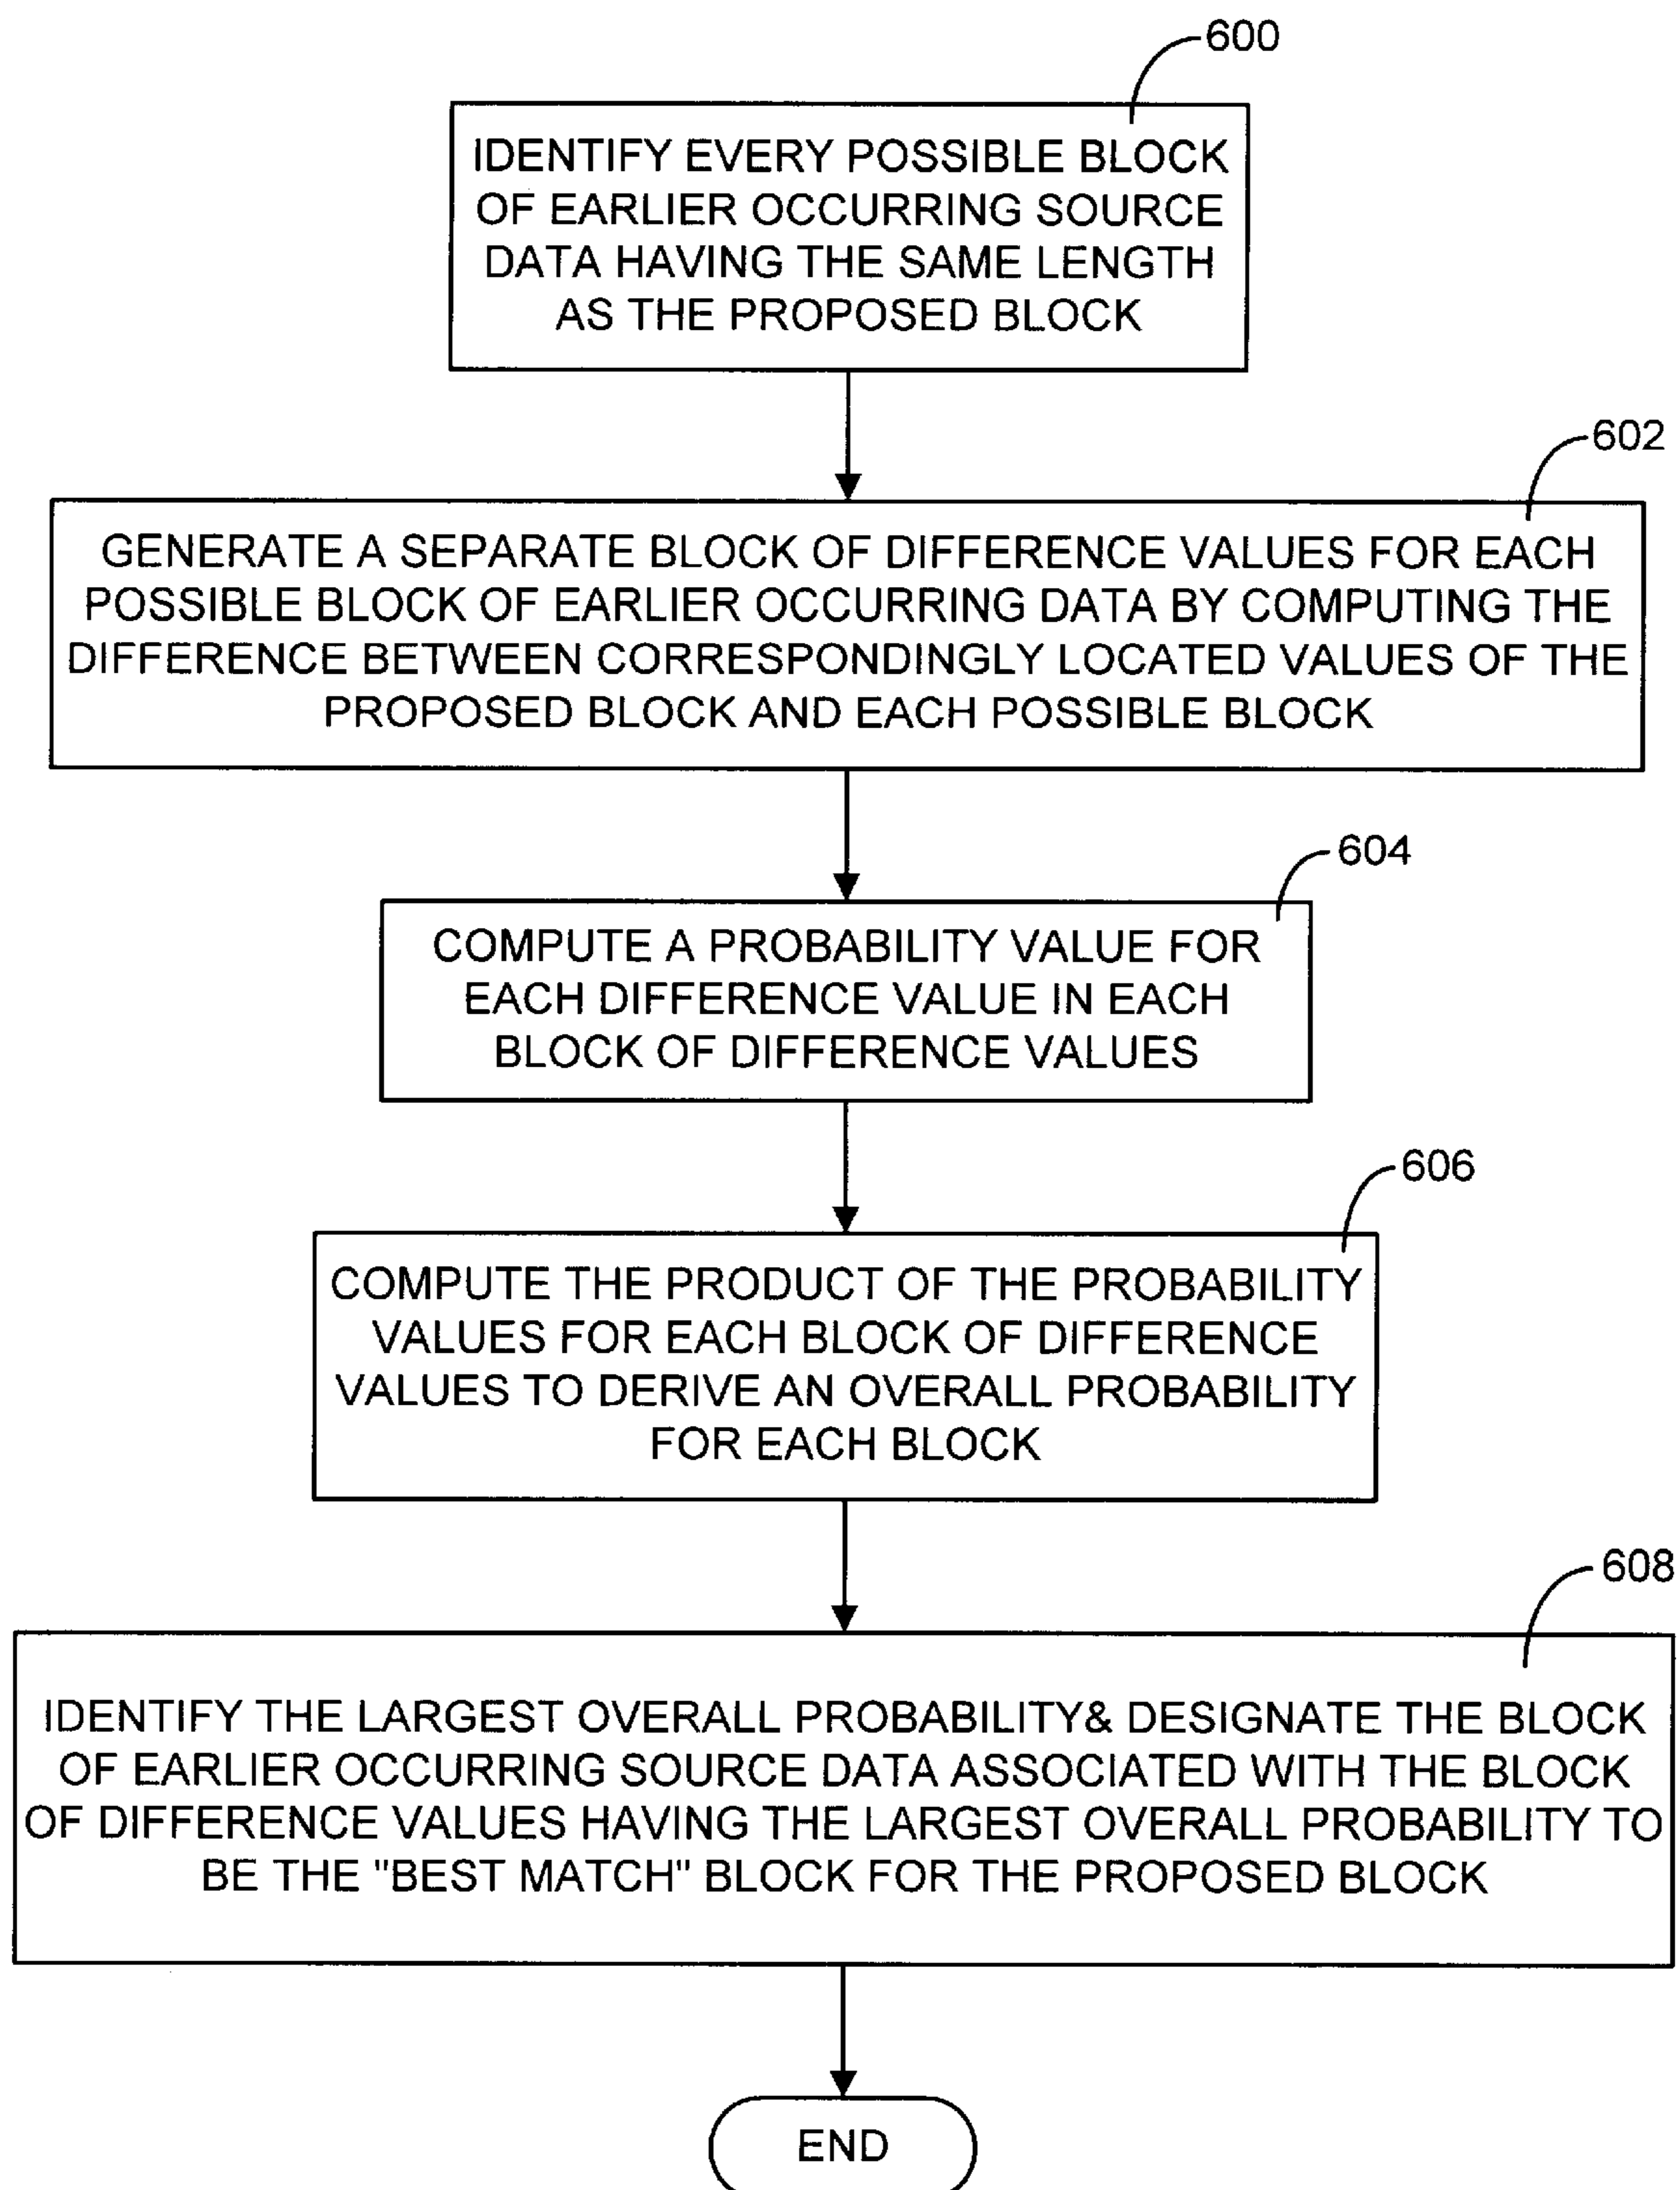 600
IDENTIFY EVERY POSSIBLE BLOCK
OF EARLIER OCCURRING SOURCE
DATA HAVING THE SAME LENGTH
AS THE PROPOSED BLOCK
602
GENERATE A SEPARATE BLOCK OF DIFFERENCE VALUES FOR EACH
POSSIBLE BLOCK OF EARLIER OCCURRING DATA BY COMPUTING THE
DIFFERENCE BETWEEN CORRESPONDINGLY LOCATED VALUES OF THE
PROPOSED BLOCK AND EACH POSSIBLE BLOCK
604
COMPUTE A PROBABILITY VALUE FOR
EACH DIFFERENCE VALUE IN EACH
BLOCK OF DIFFERENCE VALUES
606
COMPUTE THE PRODUCT OF THE PROBABILITY
VALUES FOR EACH BLOCK OF DIFFERENCE
VALUES TO DERIVE AN OVERALL PROBABILITY
FOR EACH BLOCK
608
IDENTIFY THE LARGEST OVERALL PROBABILITY& DESIGNATE THE BLOCK
OF EARLIER OCCURRING SOURCE DATA ASSOCIATED WITH THE BLOCK
OF DIFFERENCE VALUES HAVING THE LARGEST OVERALL PROBABILITY TO
BE THE "BEST MATCH" BLOCK FOR THE PROPOSED BLOCK
END